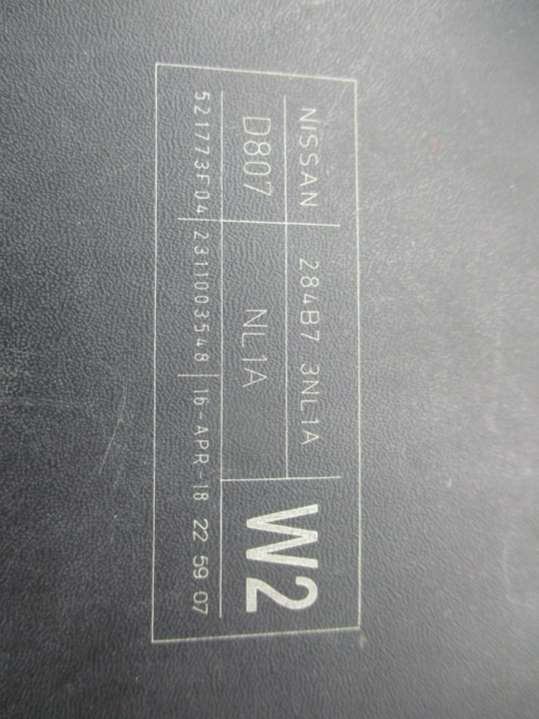 NISSAN 284B7 3NL1A
D807 NL1A W2
521773F04 2311003548 16-APR-18 22 59 07